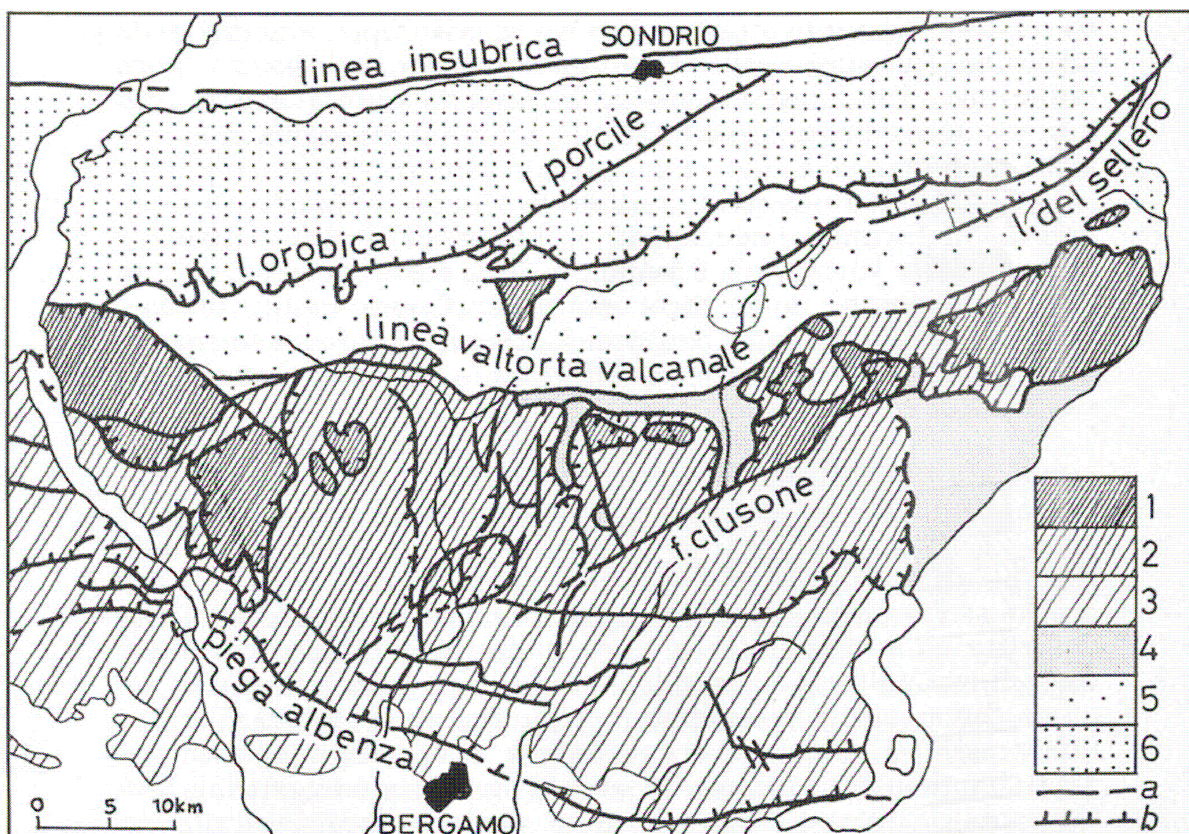 SONDRIO
linea insubrica
l. porcile
l. del sellero
l. orobica
linea valtorta valcanale
f. clusone
piega albenza
1
2
3
4
5
6
a
b
0 5 10km
BERGAMO